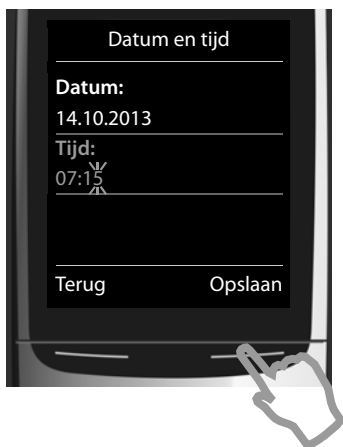 Datum en tijd
Datum:
14.10.2013
Tijd:
07:15
Terug Opslaan